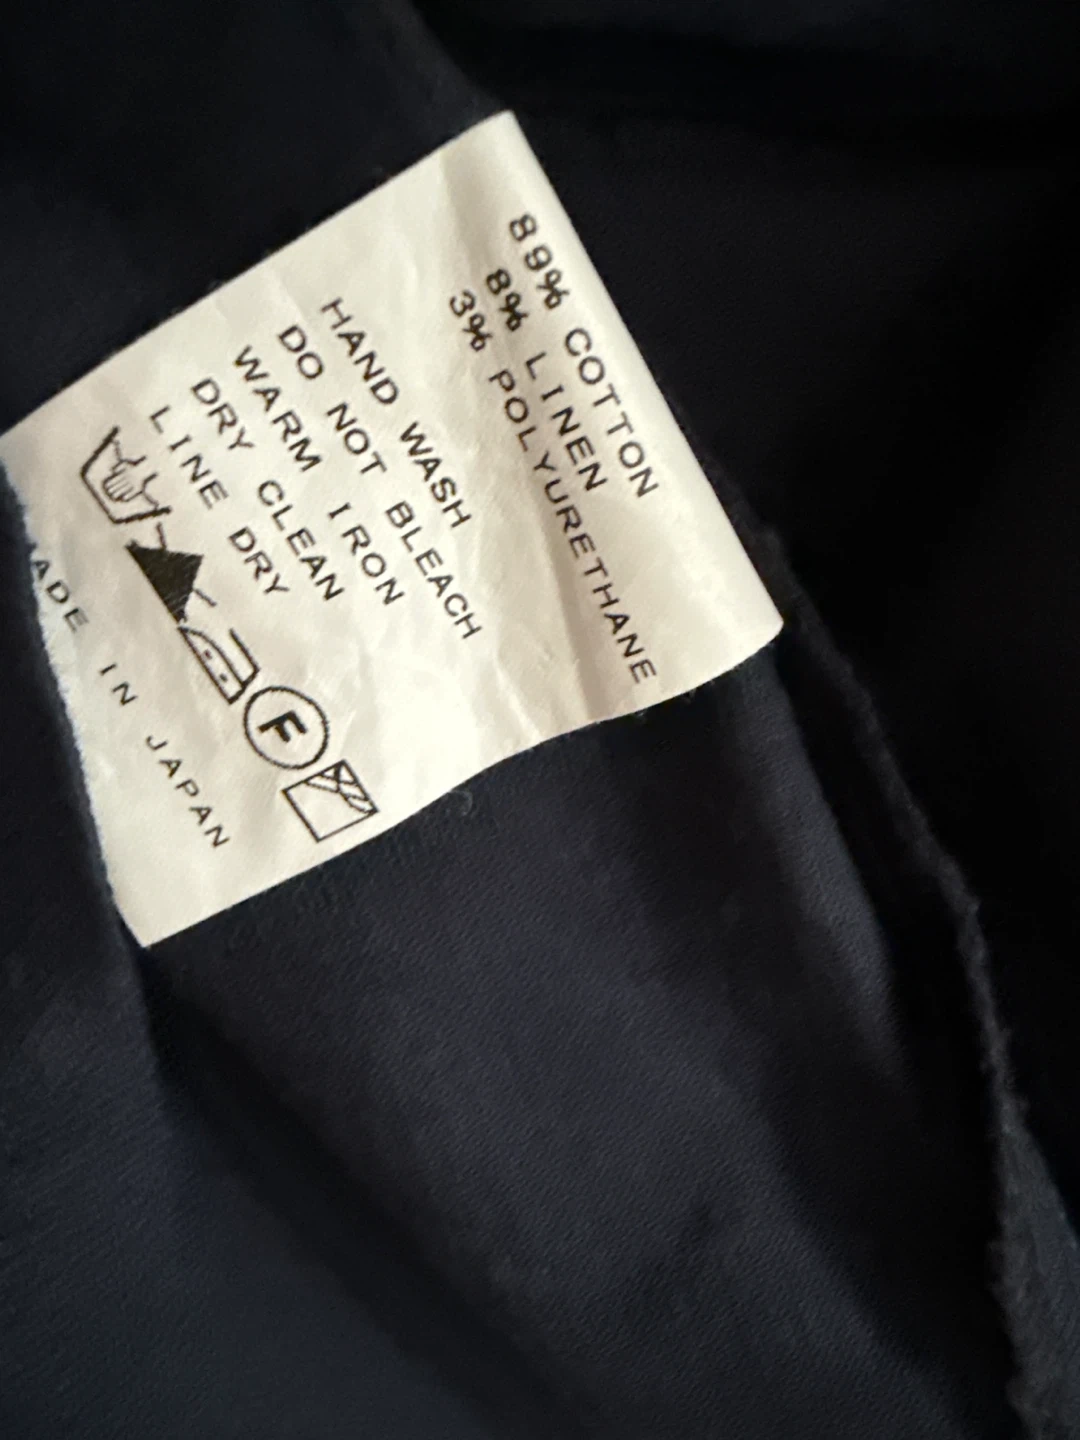 89% COTTON
8% LINEN
3% POLYURETHANE
HAND WASH
DO NOT BLEACH
WARM IRON
DRY CLEAN
LINE DRY
F
MADE IN JAPAN